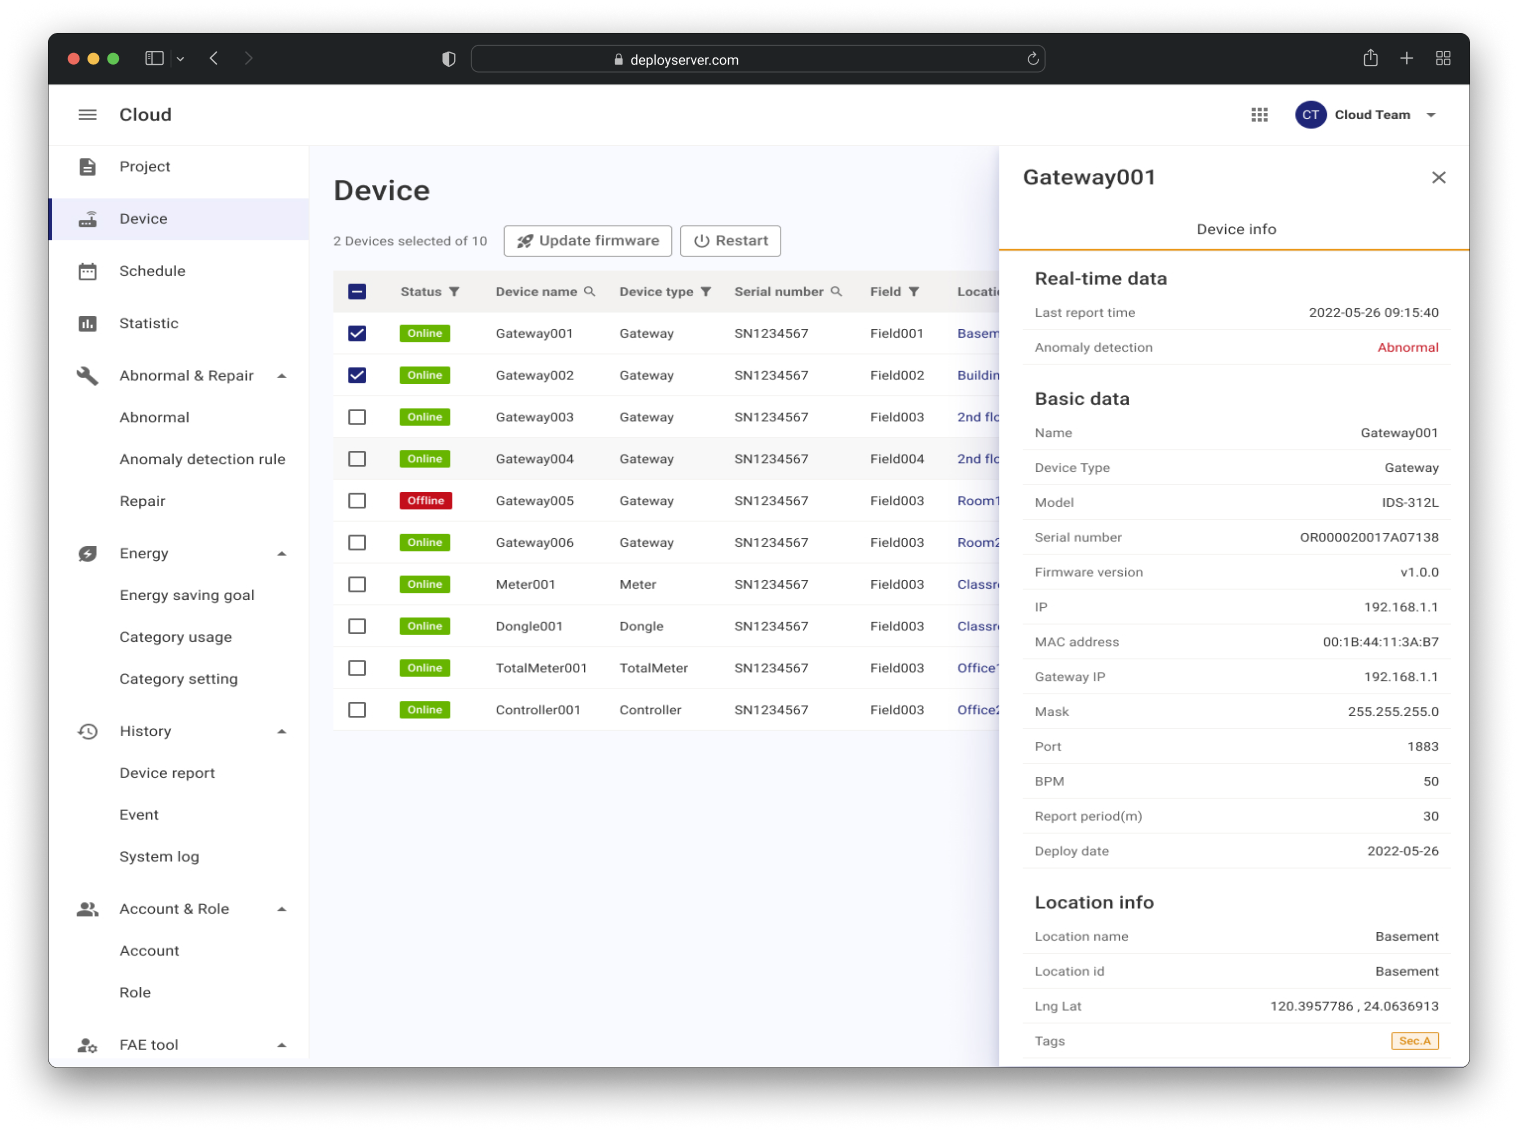 deployserver.com
Cloud
CT Cloud Team
Project
Device
Schedule
Statistic
Abnormal & Repair
Abnormal
Anomaly detection rule
Repair
Energy
Energy saving goal
Category usage
Category setting
History
Device report
Event
System log
Account & Role
Account
Role
FAE tool
Device
2 Devices selected of 10 Update firmware Restart
Status Device name Device type Serial number Field Locatio
Online Gateway001 Gateway SN1234567 Field001 Basem
Online Gateway002 Gateway SN1234567 Field002 Buildin
Online Gateway003 Gateway SN1234567 Field003 2nd flo
Online Gateway004 Gateway SN1234567 Field004 2nd flo
Offline Gateway005 Gateway SN1234567 Field003 Room1
Online Gateway006 Gateway SN1234567 Field003 Room2
Online Meter001 Meter SN1234567 Field003 Classro
Online Dongle001 Dongle SN1234567 Field003 Classro
Online TotalMeter001 TotalMeter SN1234567 Field003 Office1
Online Controller001 Controller SN1234567 Field003 Office2
Gateway001
Device info
Real-time data
Last report time 2022-05-26 09:15:40
Anomaly detection Abnormal
Basic data
Name Gateway001
Device Type Gateway
Model IDS-312L
Serial number OR000020017A07138
Firmware version v1.0.0
IP 192.168.1.1
MAC address 00:1B:44:11:3A:B7
Gateway IP 192.168.1.1
Mask 255.255.255.0
Port 1883
BPM 50
Report period(m) 30
Deploy date 2022-05-26
Location info
Location name Basement
Location id Basement
Lng Lat 120.3957786 , 24.0636913
Tags Sec.A